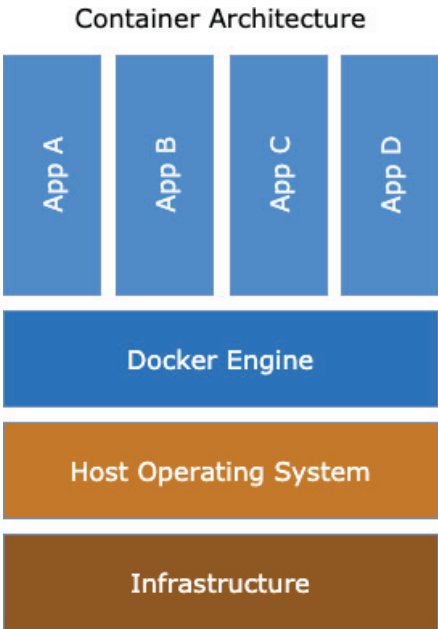 Container Architecture
App A
App B
App C
App D
Docker Engine
Host Operating System
Infrastructure